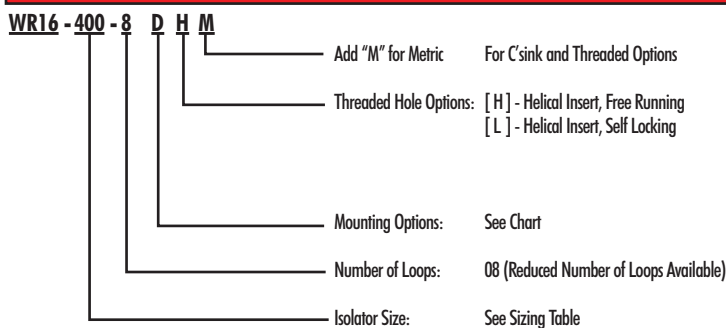 WR16 - 400 - 8 D H M
Add "M" for Metric For C'sink and Threaded Options
Threaded Hole Options: [ H ] - Helical Insert, Free Running
[ L ] - Helical Insert, Self Locking
Mounting Options: See Chart
Number of Loops: 08 (Reduced Number of Loops Available)
Isolator Size: See Sizing Table